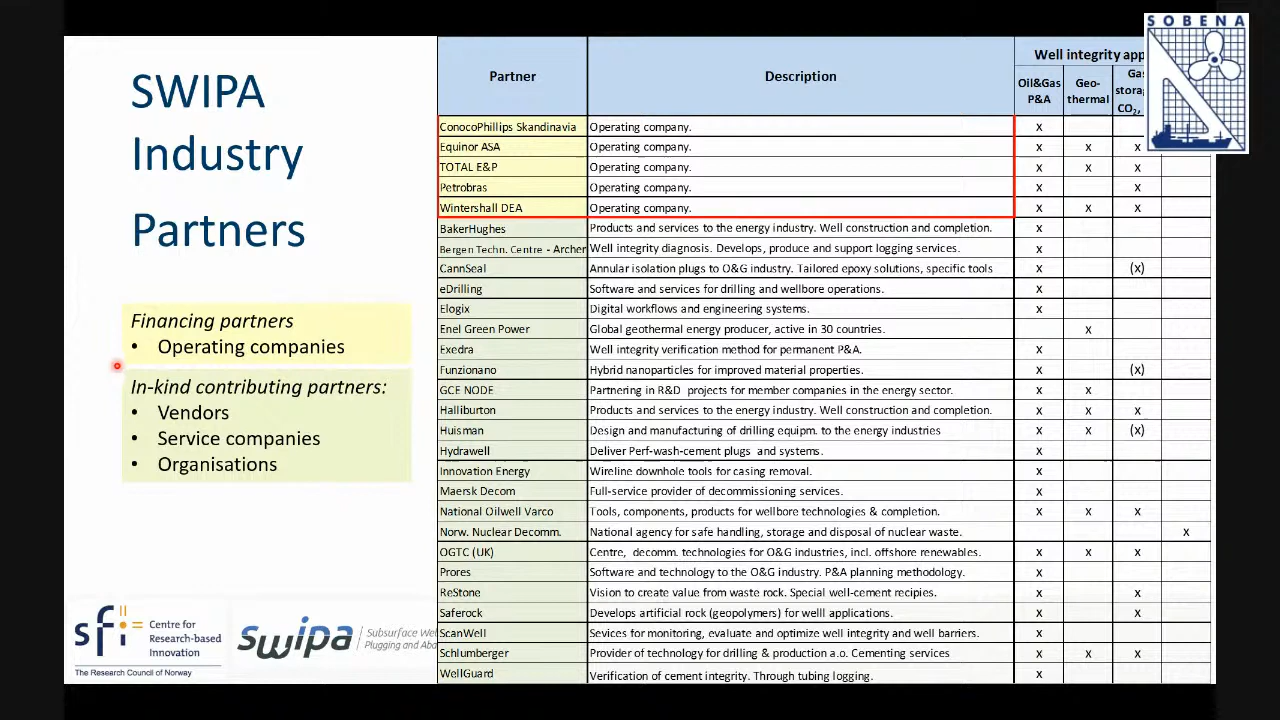 SOBENA
SWIPA
Industry
Partners
Financing partners
• Operating companies
In-kind contributing partners:
• Vendors
• Service companies
• Organisations
sfi= Centre for
Research-based
Innovation
The Research Council of Norway
swipa Subsurface We
Plugging and Aba
Partner Description Well integrity app
Oil&Gas P&A Geo-thermal Gas storag CO₂,
ConocoPhillips Skandinavia Operating company. x
Equinor ASA Operating company. x x x
TOTAL E&P Operating company. x x x
Petrobras Operating company. x x
Wintershall DEA Operating company. x x x
BakerHughes Products and services to the energy industry. Well construction and completion. x
Bergen Techn. Centre - Archer Well integrity diagnosis. Develops, produce and support logging services. x
CannSeal Annular isolation plugs to O&G industry. Tailored epoxy solutions, specific tools x (x)
eDrilling Software and services for drilling and wellbore operations. x
Elogix Digital workflows and engineering systems. x
Enel Green Power Global geothermal energy producer, active in 30 countries. x
Exedra Well integrity verification method for permanent P&A. x
Funzionano Hybrid nanoparticles for improved material properties. x (x)
GCE NODE Partnering in R&D projects for member companies in the energy sector. x x
Halliburton Products and services to the energy industry. Well construction and completion. x x x
Huisman Design and manufacturing of drilling equipm. to the energy industries x x (x)
Hydrawell Deliver Perf-wash-cement plugs and systems. x
Innovation Energy Wireline downhole tools for casing removal. x
Maersk Decom Full-service provider of decommissioning services. x
National Oilwell Varco Tools, components, products for wellbore technologies & completion. x x x
Norw. Nuclear Decomm. National agency for safe handling, storage and disposal of nuclear waste. x
OGTC (UK) Centre, decomm. technologies for O&G industries, incl. offshore renewables. x x x
Prores Software and technology to the O&G industry. P&A planning methodology. x
ReStone Vision to create value from waste rock. Special well-cement recipies. x x
Saferock Develops artificial rock (geopolymers) for welll applications. x x
ScanWell Sevices for monitoring, evaluate and optimize well integrity and well barriers. x
Schlumberger Provider of technology for drilling & production a.o. Cementing services x x x
WellGuard Verification of cement integrity. Through tubing logging. x